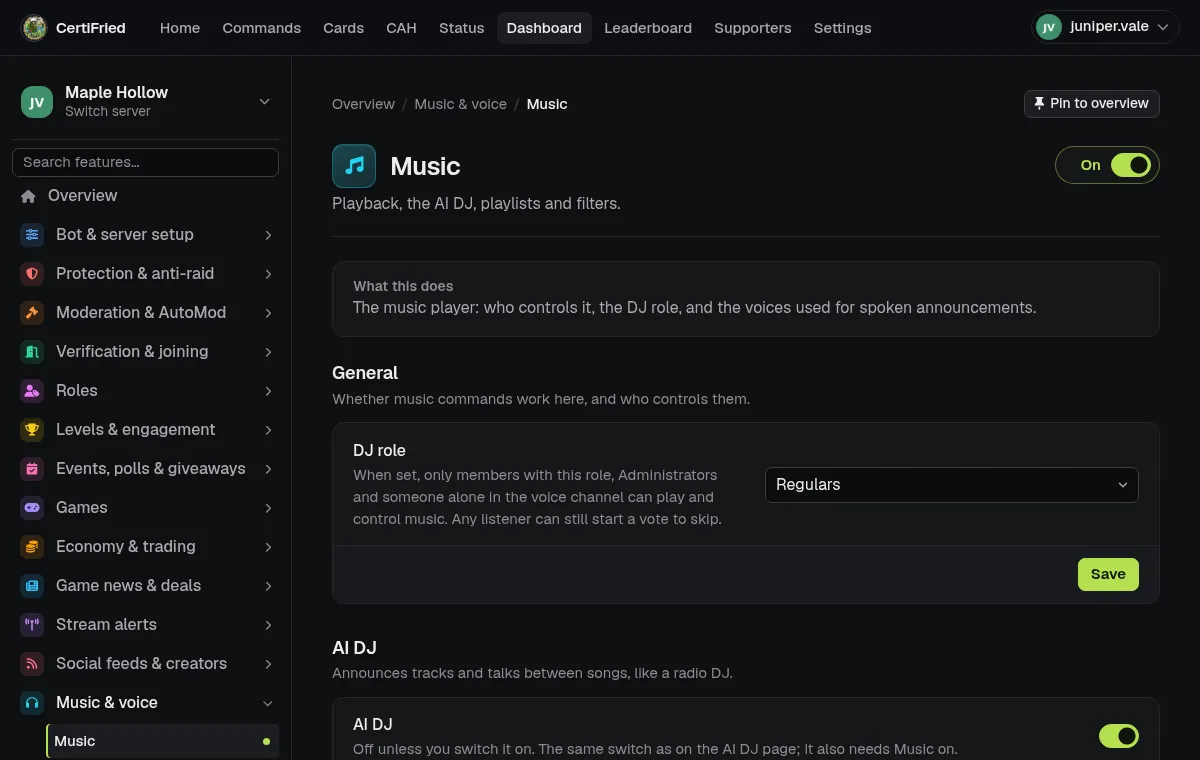 CertiFried
Home
Commands
Cards
CAH
Status
Dashboard
Leaderboard
Supporters
Settings
JV
juniper.vale
JV
Maple Hollow
Switch server
Search features...
Overview
Bot & server setup
Protection & anti-raid
Moderation & AutoMod
Verification & joining
Roles
Levels & engagement
Events, polls & giveaways
Games
Economy & trading
Game news & deals
Stream alerts
Social feeds & creators
Music & voice
Music
Overview / Music & voice / Music
Pin to overview
Music
On
Playback, the AI DJ, playlists and filters.
What this does
The music player: who controls it, the DJ role, and the voices used for spoken announcements.
General
Whether music commands work here, and who controls them.
DJ role
When set, only members with this role, Administrators
and someone alone in the voice channel can play and
control music. Any listener can still start a vote to skip.
Regulars
Save
AI DJ
Announces tracks and talks between songs, like a radio DJ.
AI DJ
Off unless you switch it on. The same switch as on the AI DJ page; it also needs Music on.